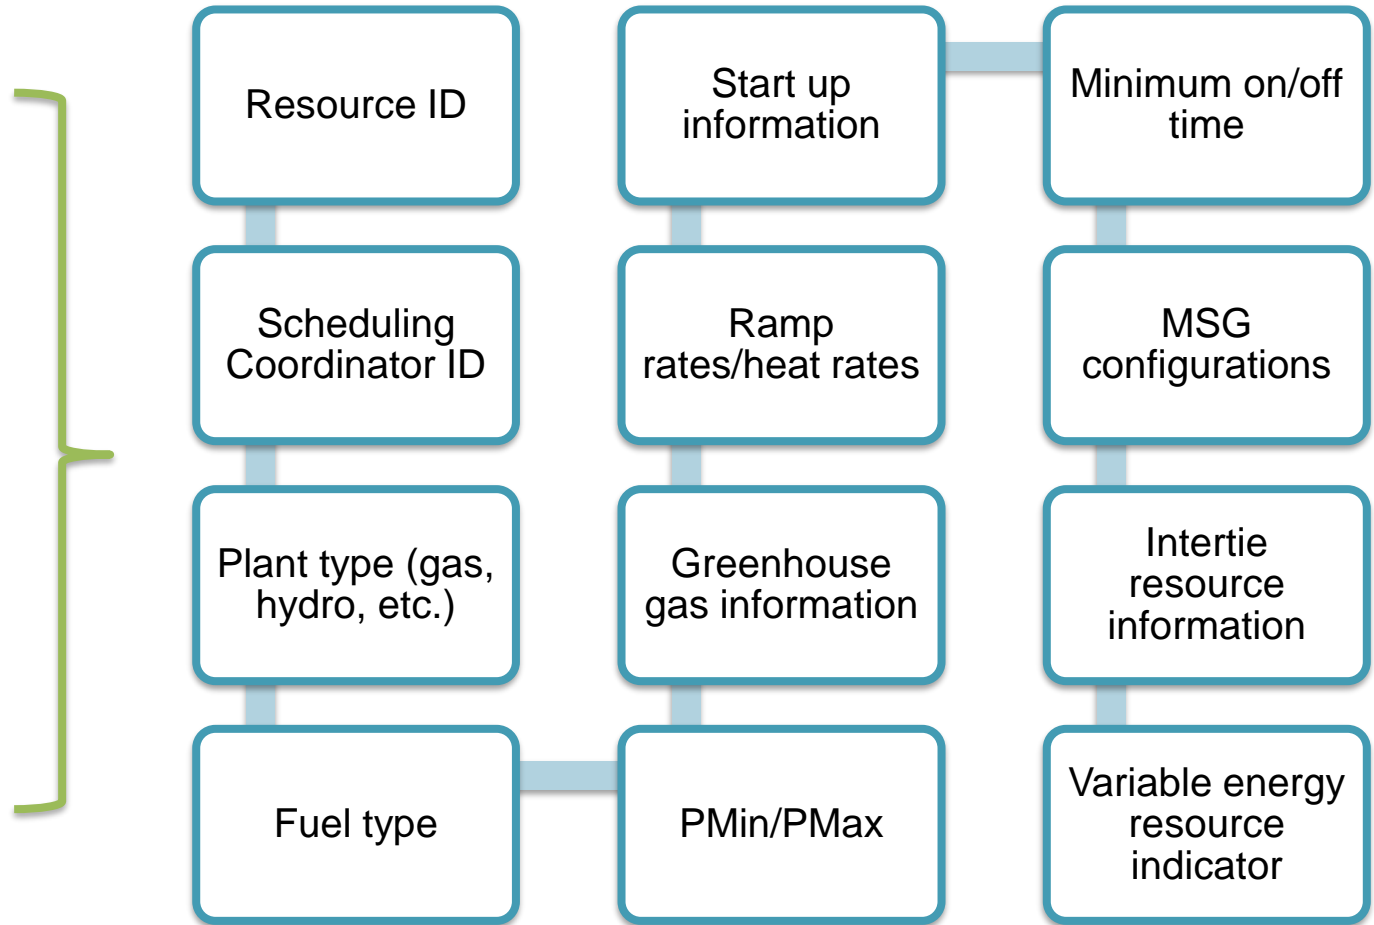 Resource ID
Scheduling
Coordinator ID
Plant type (gas,
hydro, etc.)
Fuel type
PMin/PMax
Greenhouse
gas information
Ramp
rates/heat rates
Start up
information
Minimum on/off
time
MSG
configurations
Intertie
resource
information
Variable energy
resource
indicator